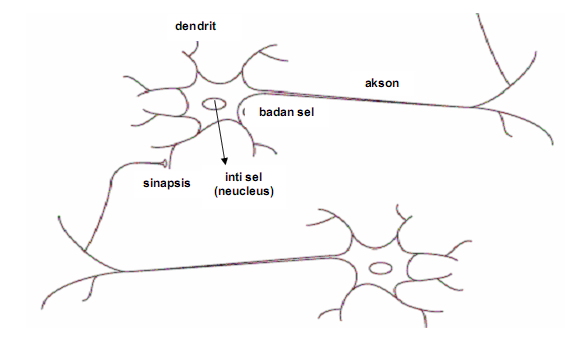 dendrit
akson
badan sel
sinapsis
inti sel
(neucleus)